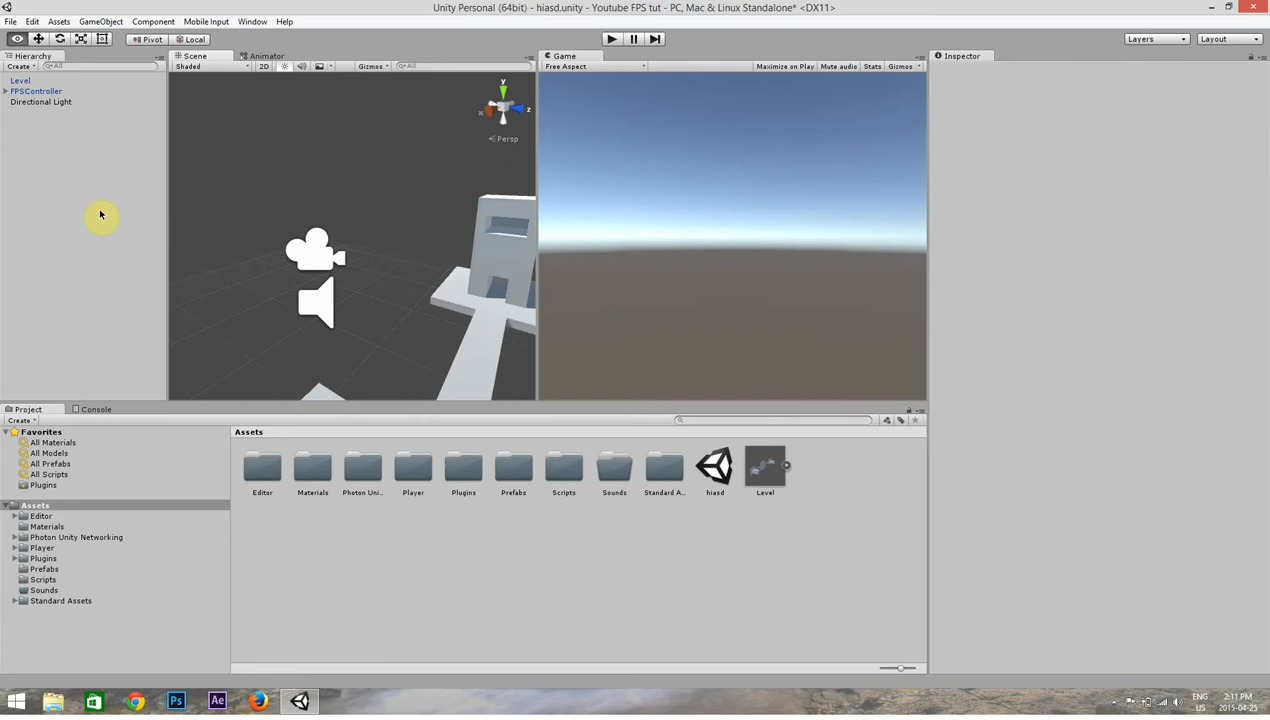 Unity Personal (64bit) - hiasd.unity - Youtube FPS tut - PC, Mac & Linux Standalone* <DX11>
File Edit Assets GameObject Component Mobile Input Window Help
Pivot Local Layers Layout
Hierarchy Scene Animator Game Inspector
Create All Shaded 2D Gizmos All Free Aspect Maximize on Play Mute audio Stats Gizmos
Level
FPSController
Directional Light
y
x z
Persp
Project Console
Create
Favorites
All Materials
All Models
All Prefabs
All Scripts
Plugins
Assets
Editor
Materials
Photon Unity Networking
Player
Plugins
Prefabs
Scripts
Sounds
Standard Assets
Assets
Editor Materials Photon Uni... Player Plugins Prefabs Scripts Sounds Standard A... hiasd Level
Ps Ae
ENG 2:11 PM
US 2015-04-25